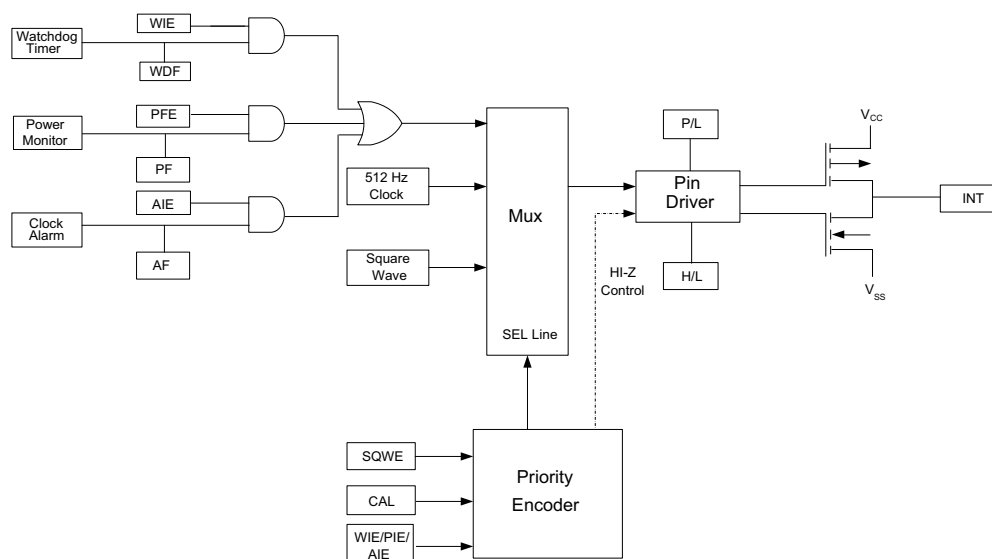 WIE
Watchdog
Timer
WDF
PFE
Power
Monitor
PF
AIE
Clock
Alarm
AF
512 Hz
Clock
Square
Wave
Mux
SEL Line
HI-Z
Control
P/L
Pin
Driver
H/L
VCC
VSS
INT
SQWE
CAL
WIE/PIE/
AIE
Priority
Encoder